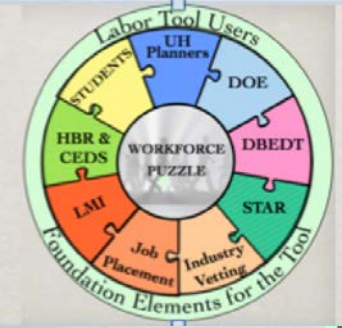 Labor Tool Users
UH
Planners
DOE
DBEDT
STAR
Industry
Vetting
Job
Placement
LMI
HBR &
CEDS
STUDENTS
WORKFORCE
PUZZLE
Foundation Elements for the Tool